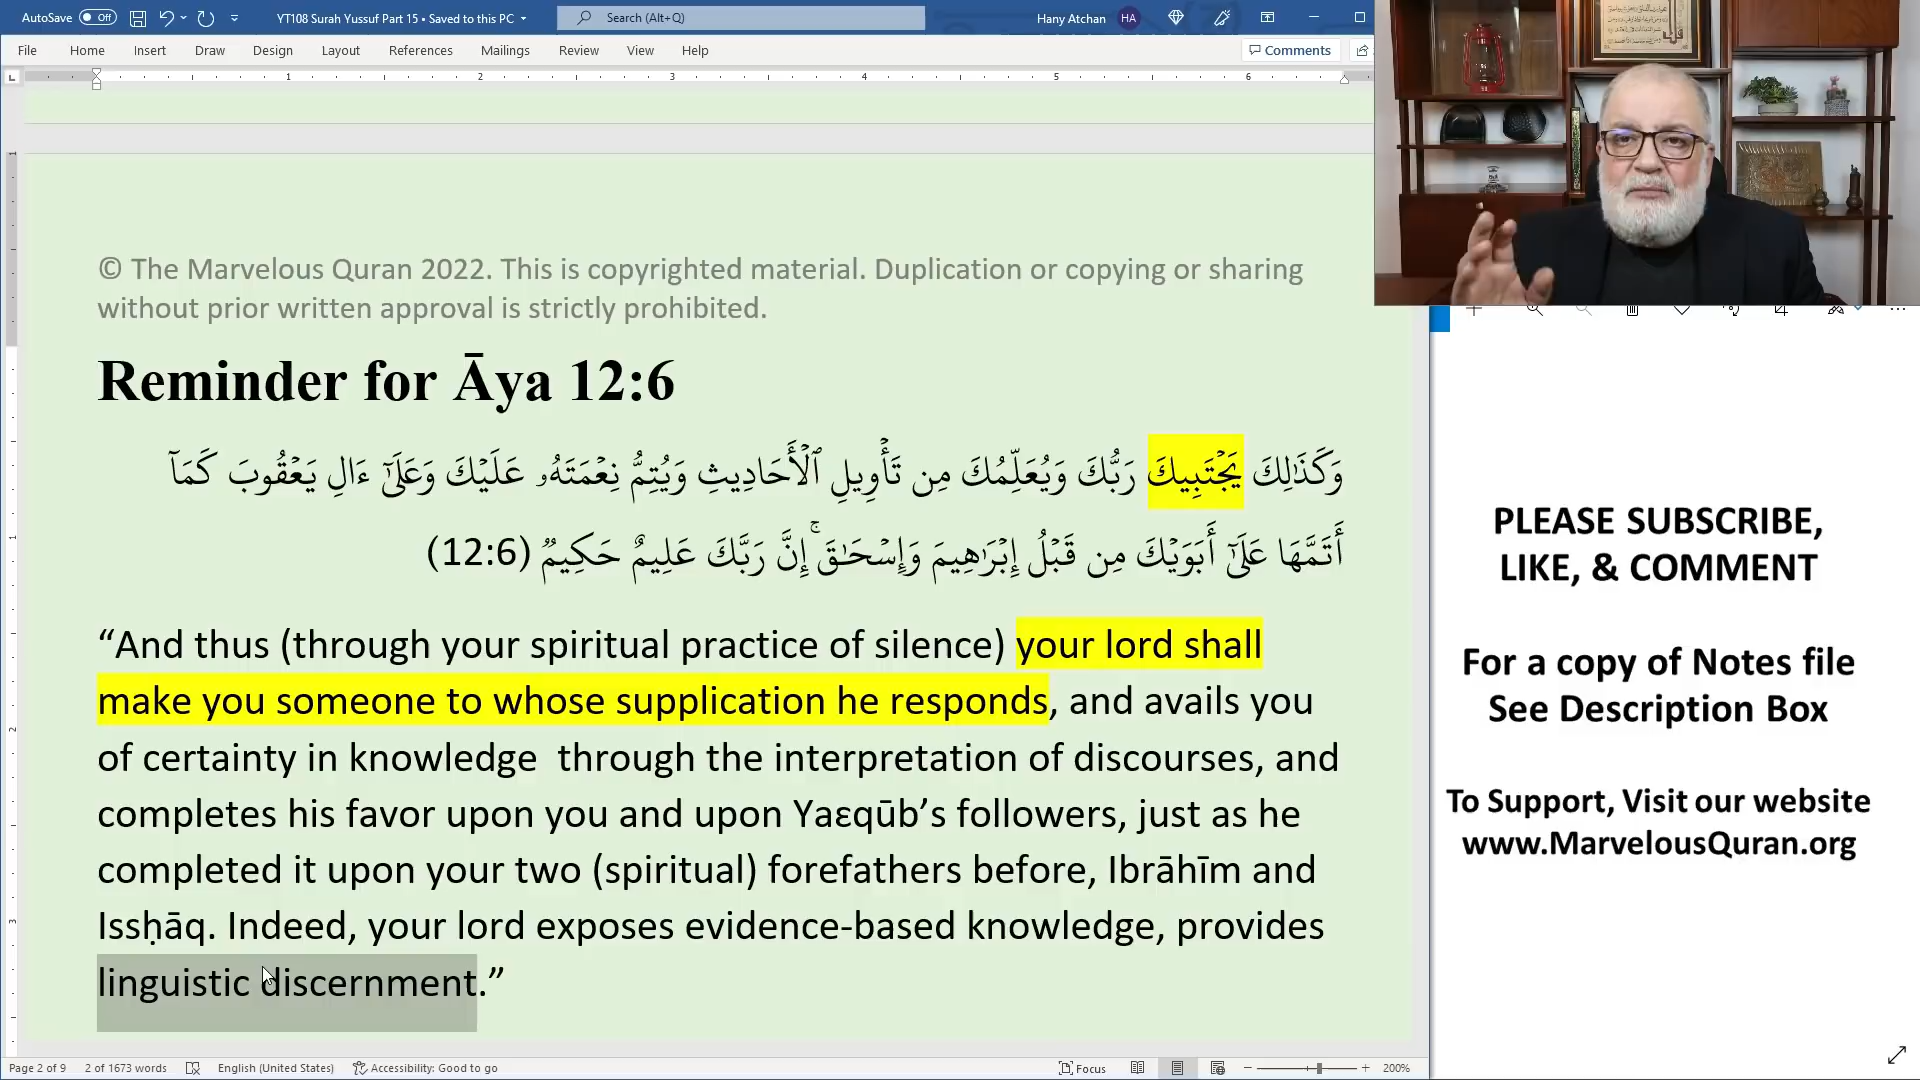 AutoSave Off YT108 Surah Yussuf Part 15 • Saved to this PC Search (Alt+Q) Hany Atchan HA
File Home Insert Draw Design Layout References Mailings Review View Help Comments
1 2 3 4 5 6
© The Marvelous Quran 2022. This is copyrighted material. Duplication or copying or sharing
without prior written approval is strictly prohibited.
Reminder for Āya 12:6
وَكَذَٰلِكَ يَجْتَبِيكَ رَبُّكَ وَيُعَلِّمُكَ مِن تَأْوِيلِ ٱلْأَحَادِيثِ وَيُتِمُّ نِعْمَتَهُۥ عَلَيْكَ وَعَلَىٰٓ ءَالِ يَعْقُوبَ كَمَآ
أَتَمَّهَا عَلَىٰٓ أَبَوَيْكَ مِن قَبْلُ إِبْرَٰهِيمَ وَإِسْحَـٰقَ ۚ إِنَّ رَبَّكَ عَلِيمٌ حَكِيمٌ (12:6)
“And thus (through your spiritual practice of silence) your lord shall
make you someone to whose supplication he responds, and avails you
of certainty in knowledge through the interpretation of discourses, and
completes his favor upon you and upon Yaɛqūb’s followers, just as he
completed it upon your two (spiritual) forefathers before, Ibrāhīm and
Issḥāq. Indeed, your lord exposes evidence-based knowledge, provides
linguistic discernment.”
PLEASE SUBSCRIBE,
LIKE, & COMMENT
For a copy of Notes file
See Description Box
To Support, Visit our website
www.MarvelousQuran.org
Page 2 of 9 2 of 1673 words English (United States) Accessibility: Good to go Focus 200%